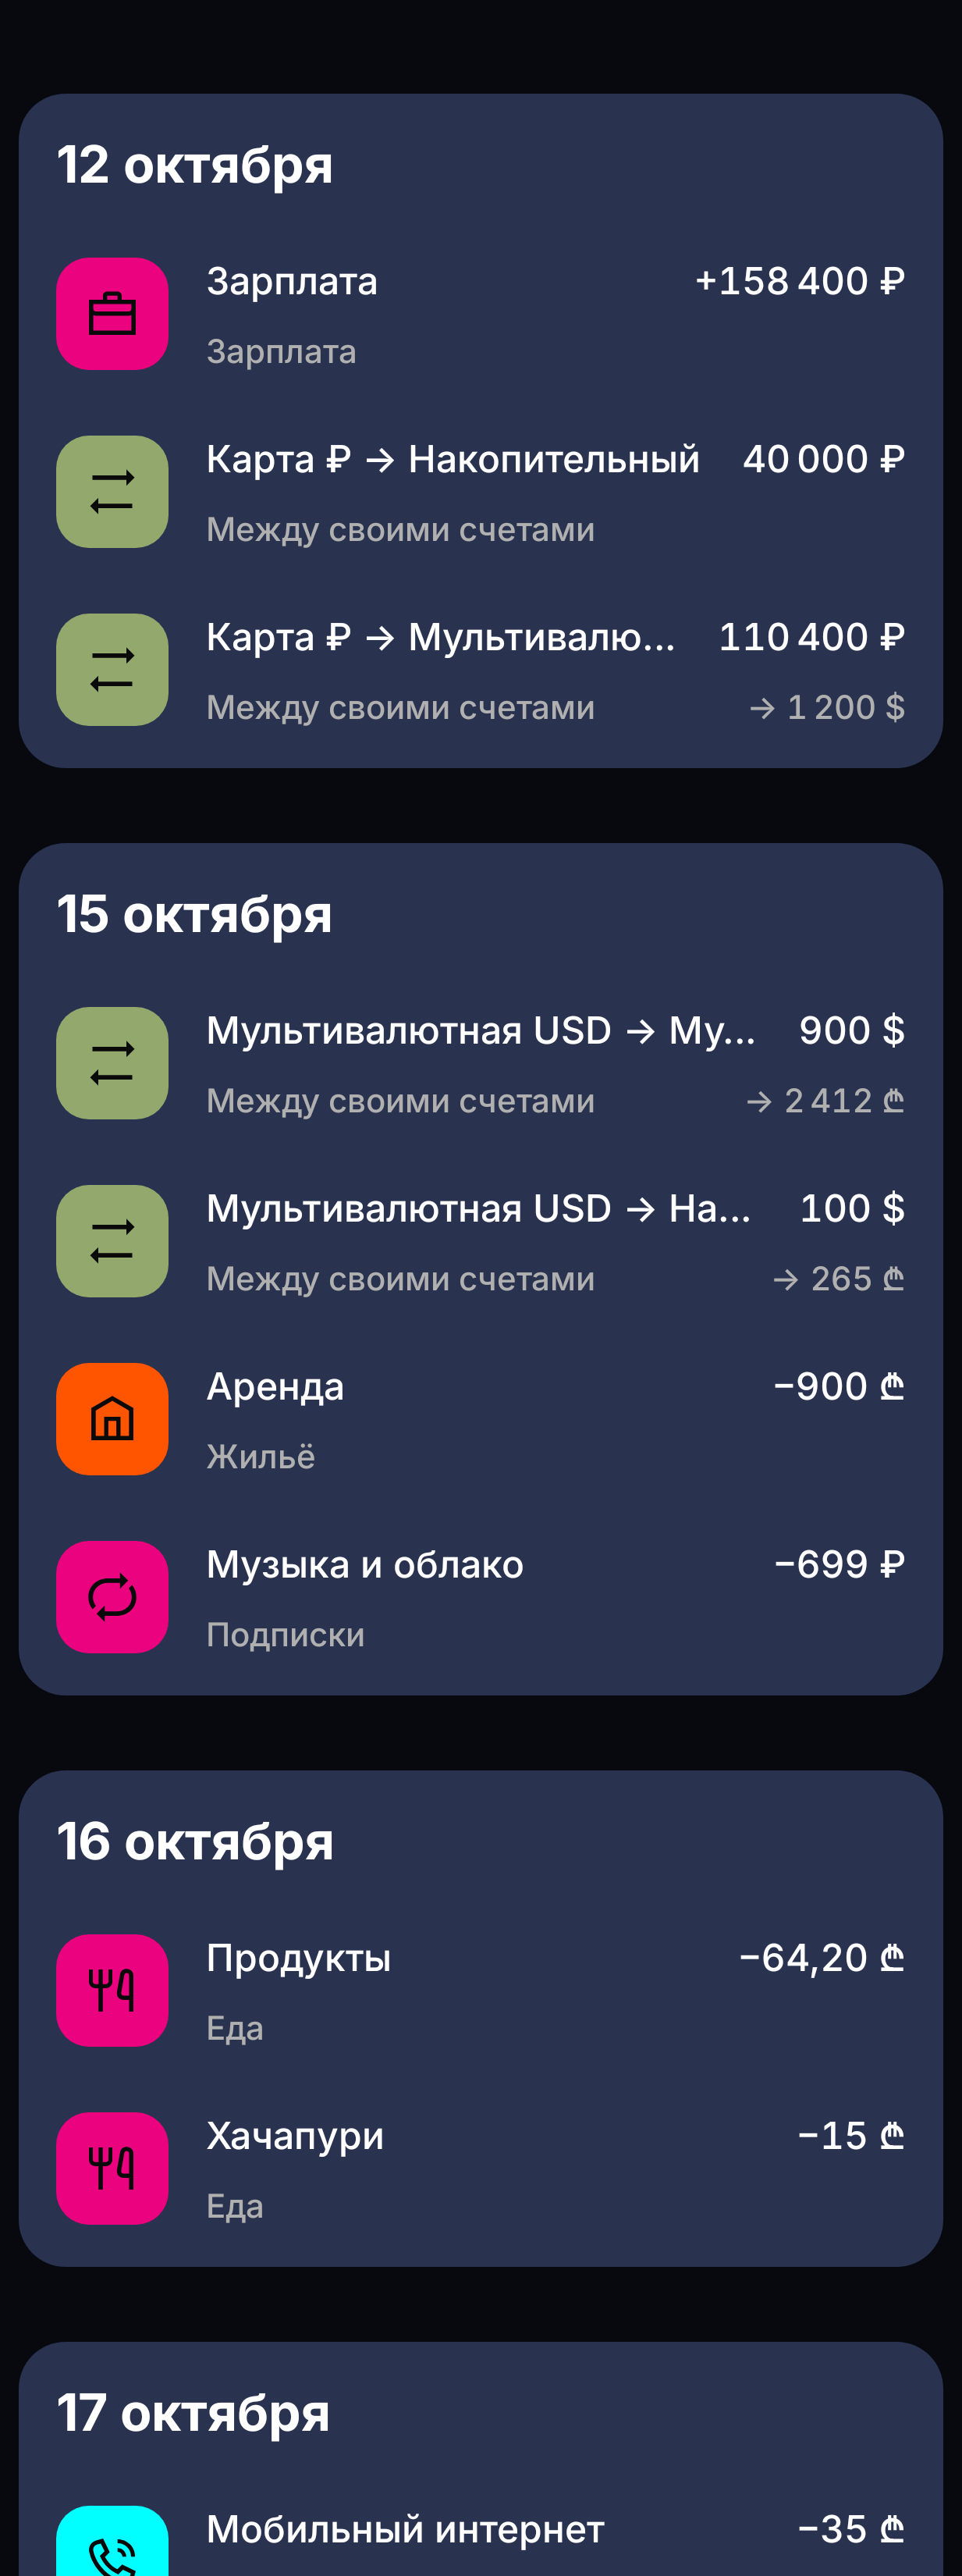 12 октября
Зарплата +158 400 ₽
Зарплата
Карта ₽ → Накопительный 40 000 ₽
Между своими счетами
Карта ₽ → Мультивалю... 110 400 ₽
Между своими счетами → 1 200 $
15 октября
Мультивалютная USD → Му... 900 $
Между своими счетами → 2 412 ₾
Мультивалютная USD → На... 100 $
Между своими счетами → 265 ₾
Аренда −900 ₾
Жильё
Музыка и облако −699 ₽
Подписки
16 октября
Продукты −64,20 ₾
Еда
Хачапури −15 ₾
Еда
17 октября
Мобильный интернет −35 ₾